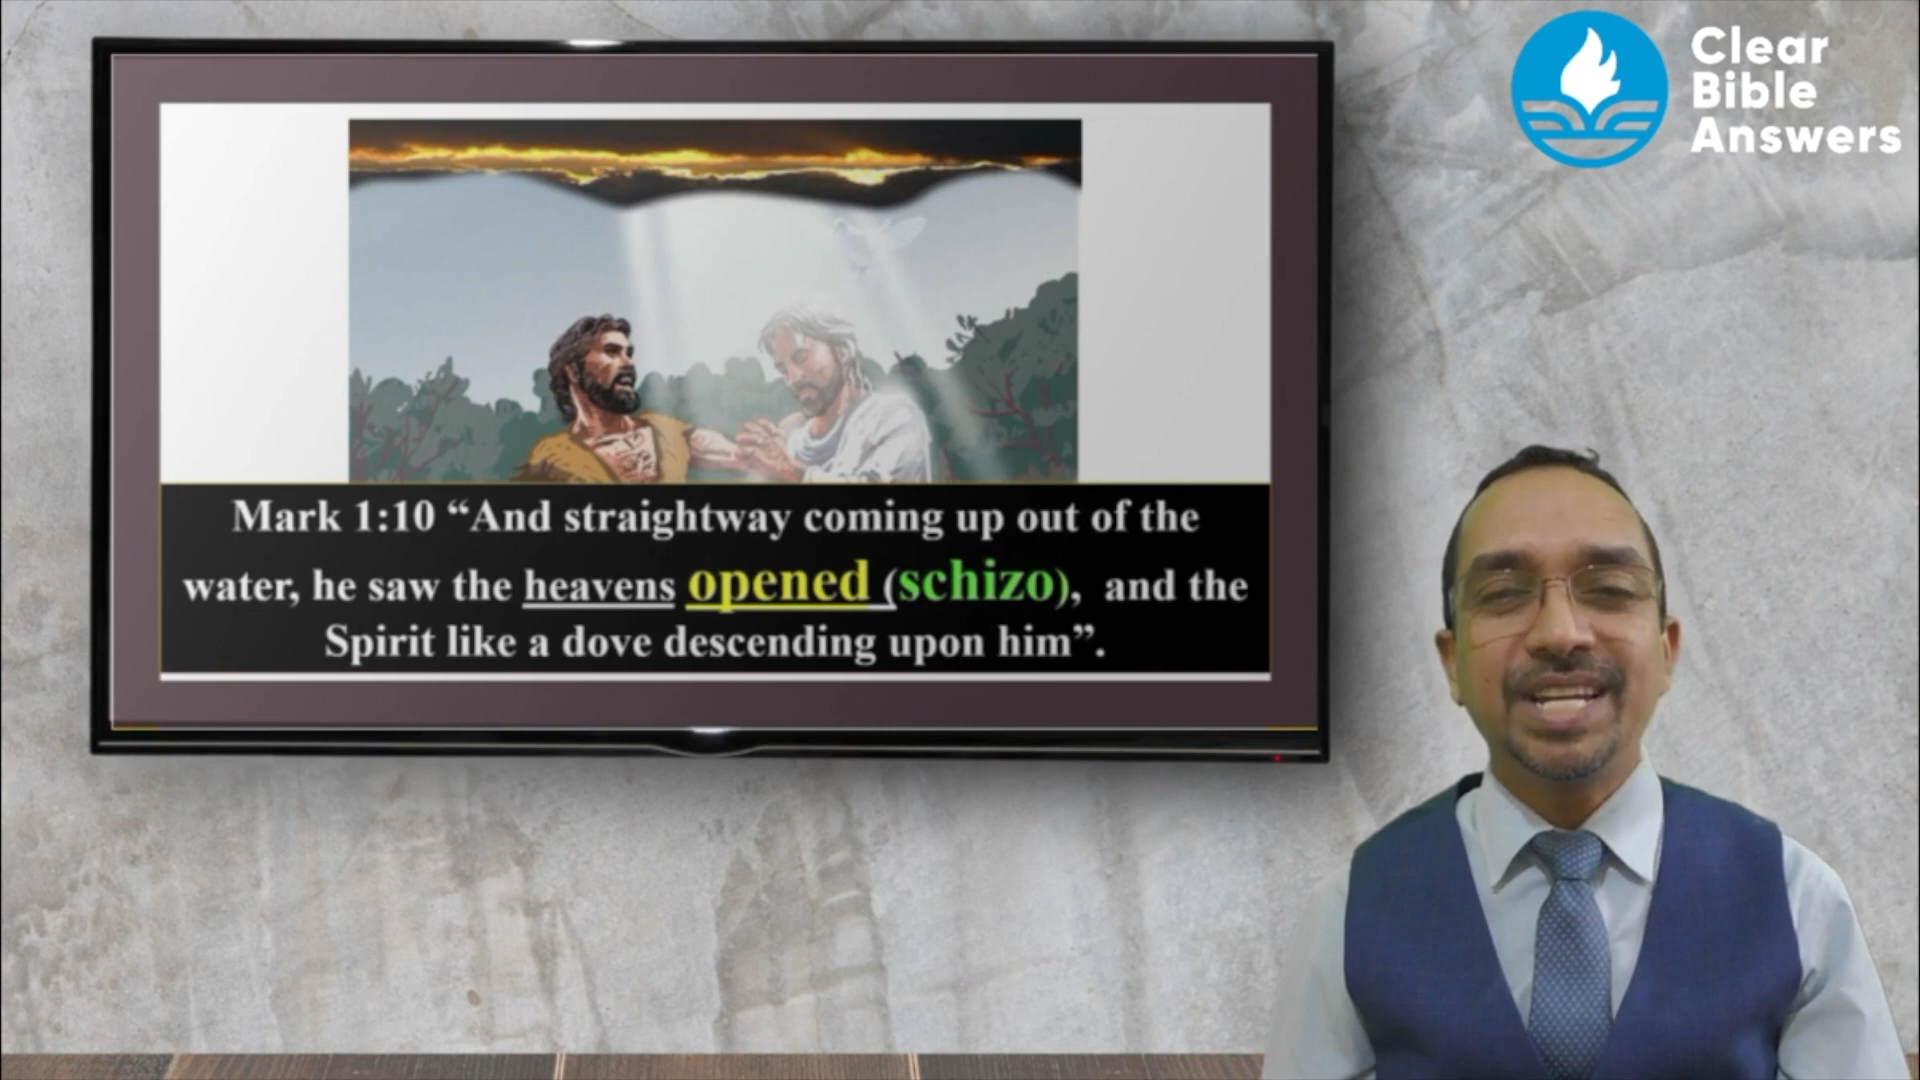 Clear
Bible
Answers
Mark 1:10 “And straightway coming up out of the
water, he saw the heavens opened (schizo),  and the
Spirit like a dove descending upon him”.